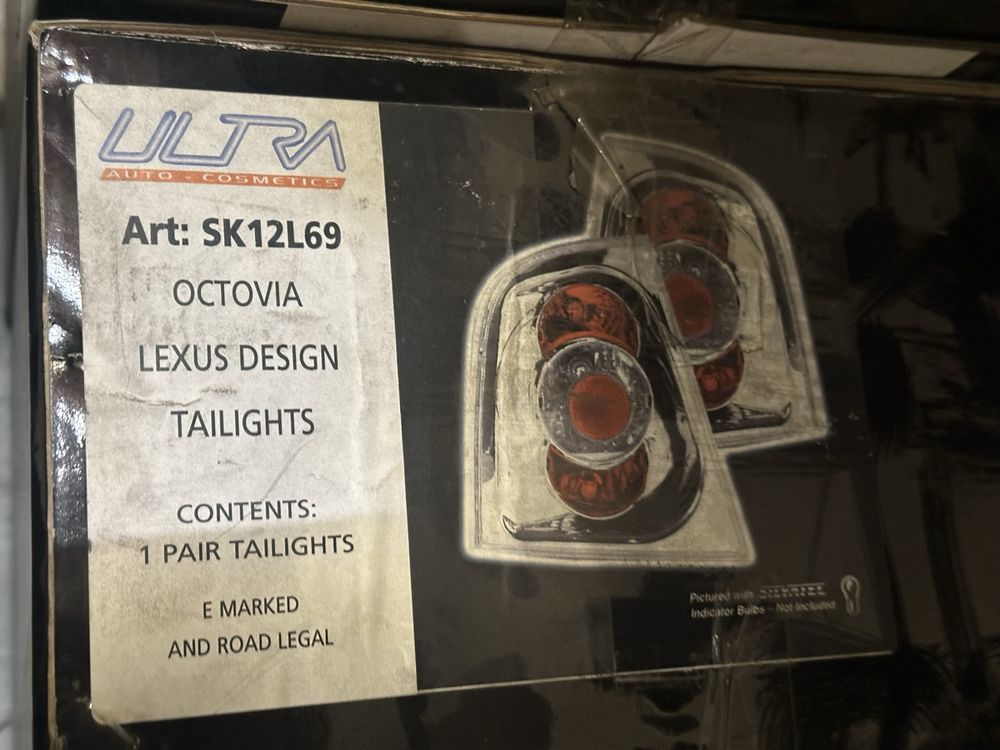 ULTRA
AUTO - COSMETICS
Art: SK12L69
OCTOVIA
LEXUS DESIGN
TAILIGHTS
CONTENTS:
1 PAIR TAILIGHTS
E MARKED
AND ROAD LEGAL
Pictured with
Indicator Bulbs - Not Included